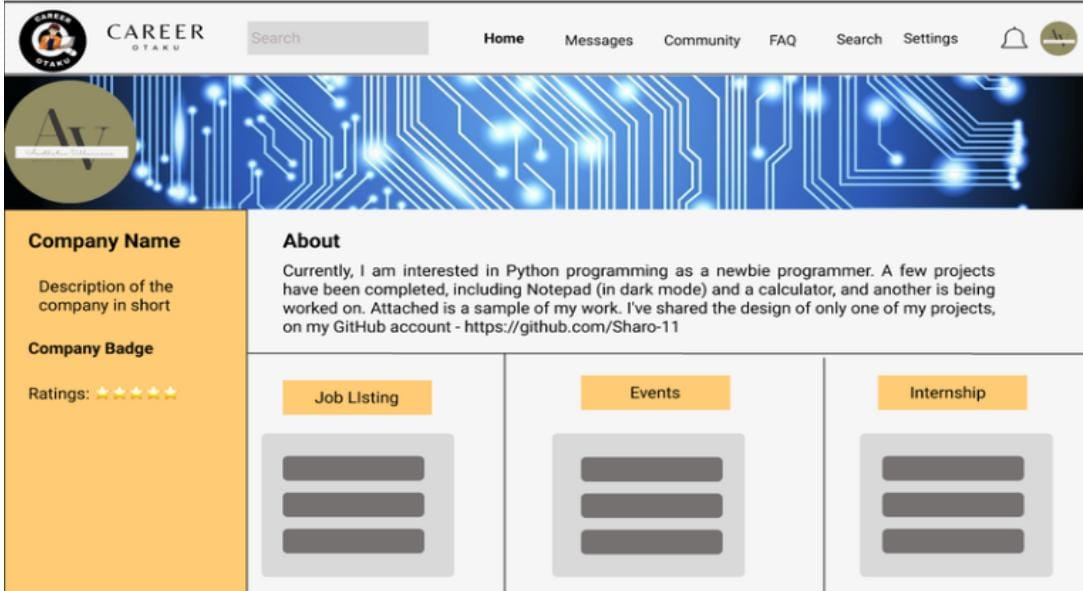 CAREER
OTAKU
CAREER
OTAKU
Search
Home
Messages
Community
FAQ
Search
Settings
AV
Company Name
Description of the
company in short
Company Badge
Ratings:
About
Currently, I am interested in Python programming as a newbie programmer. A few projects
have been completed, including Notepad (in dark mode) and a calculator, and another is being
worked on. Attached is a sample of my work. I've shared the design of only one of my projects,
on my GitHub account - https://github.com/Sharo-11
Job LIsting
Events
Internship